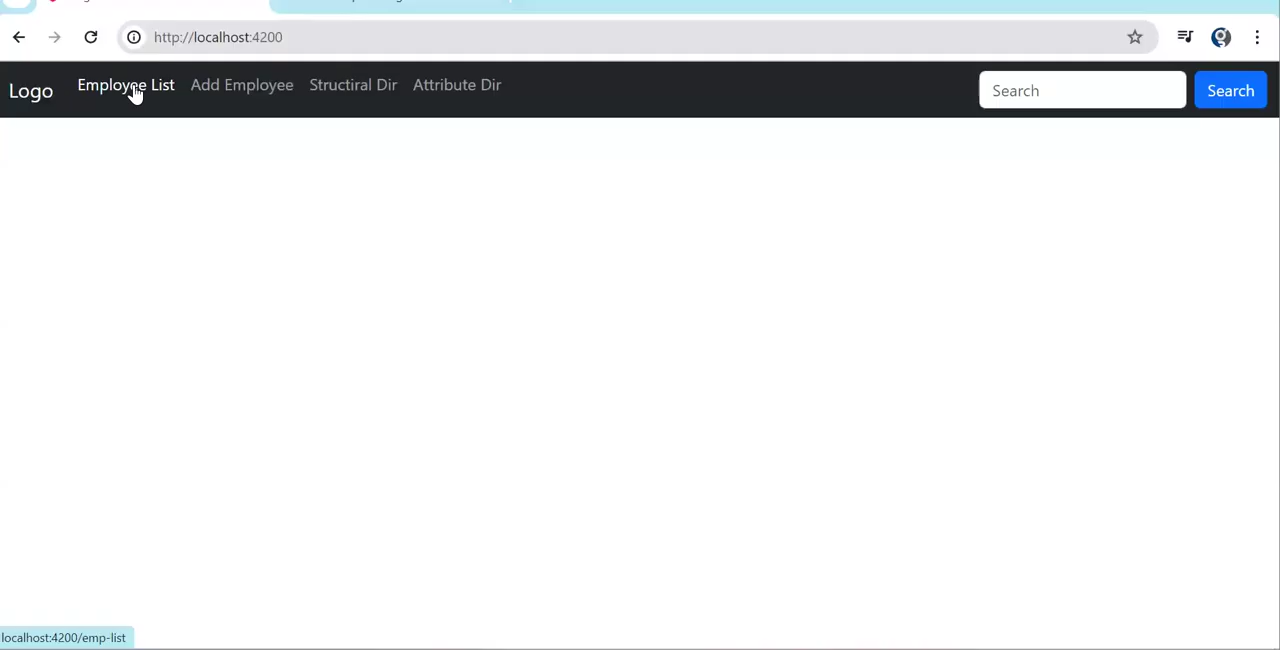 http://localhost:4200
Logo
Employee List Add Employee Structiral Dir Attribute Dir
Search Search
localhost:4200/emp-list